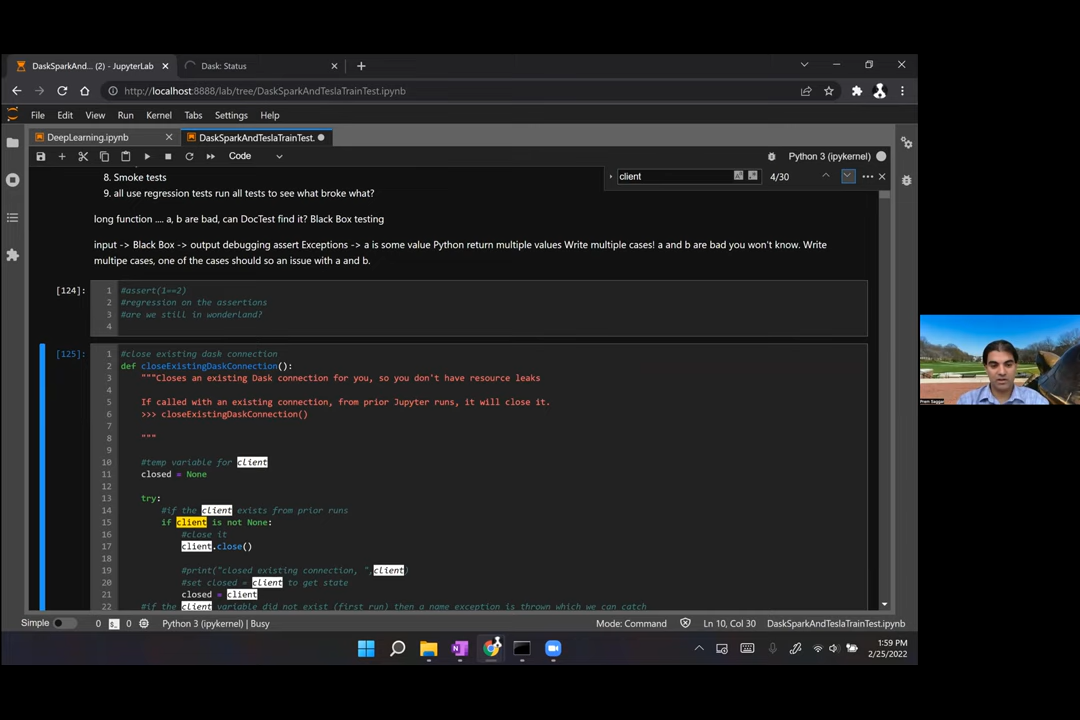 DaskSparkAnd... (2) - JupyterLab
Dask: Status
http://localhost:8888/lab/tree/DaskSparkAndTeslaTrainTest.ipynb
File Edit View Run Kernel Tabs Settings Help
DeepLearning.ipynb
DaskSparkAndTeslaTrainTest.
Code
Python 3 (ipykernel)
8. Smoke tests
client
4/30
9. all use regression tests run all tests to see what broke what?
long function .... a, b are bad, can DocTest find it? Black Box testing
input -> Black Box -> output debugging assert Exceptions -> a is some value Python return multiple values Write multiple cases! a and b are bad you won't know. Write
multipe cases, one of the cases should so an issue with a and b.
[124]:
1 #assert(1==2)
2 #regression on the assertions
3 #are we still in wonderland?
4
[125]:
1 #close existing dask connection
2 def closeExistingDaskConnection():
3 """Closes an existing Dask connection for you, so you don't have resource leaks
4
5 If called with an existing connection, from prior Jupyter runs, it will close it.
6 >>> closeExistingDaskConnection()
7
8 """
9
10 #temp variable for client
11 closed = None
12
13 try:
14 #if the client exists from prior runs
15 if client is not None:
16 #close it
17 client.close()
18
19 #print("closed existing connection, ",client)
20 #set closed = client to get state
21 closed = client
22 #if the client variable did not exist (first run) then a name exception is thrown which we can catch
Simple
0
0
Python 3 (ipykernel) | Busy
Mode: Command
Ln 10, Col 30
DaskSparkAndTeslaTrainTest.ipynb
1:59 PM
2/25/2022